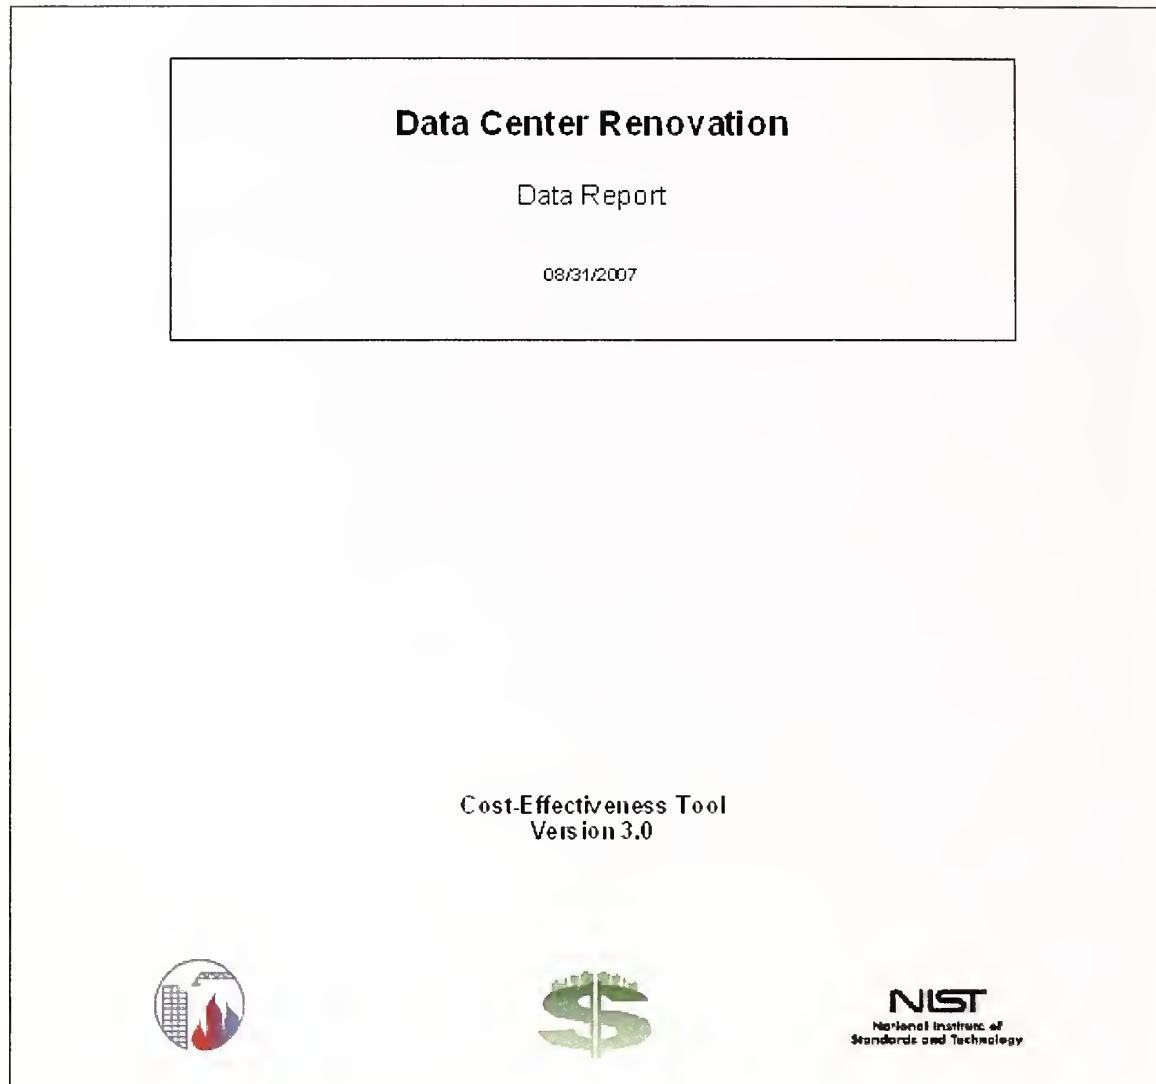 Data Center Renovation
Data Report
08/31/2007
Cost-Effectiveness Tool
Version 3.0
NIST
National Institute of
Standards and Technology